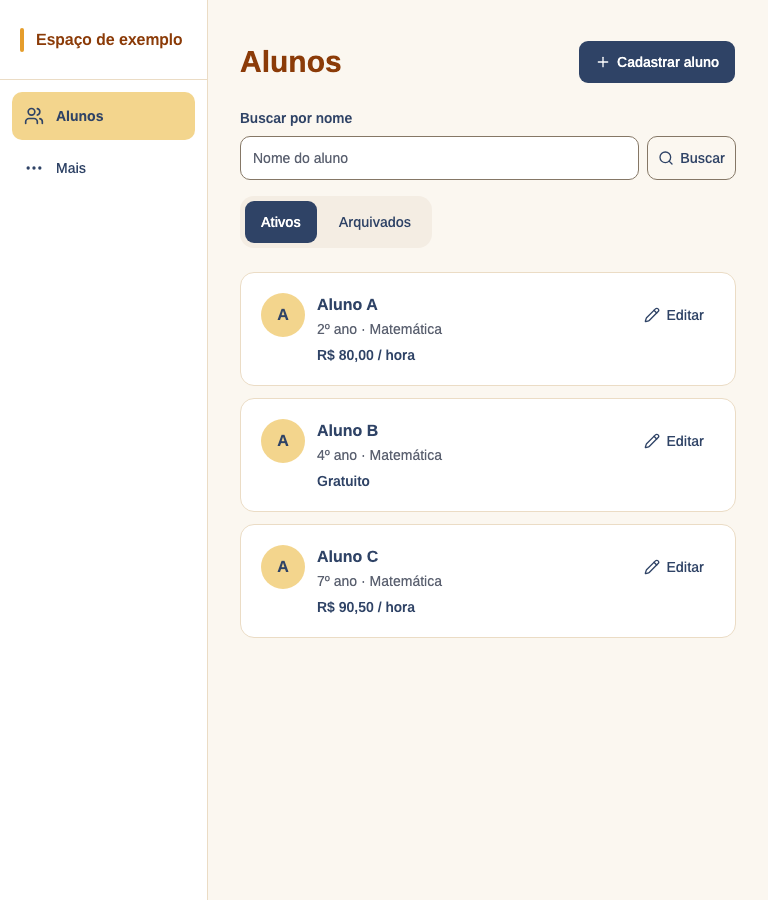 Espaço de exemplo
Alunos
Mais
Alunos
Cadastrar aluno
Buscar por nome
Nome do aluno
Buscar
Ativos
Arquivados
A
Aluno A
2º ano · Matemática
R$ 80,00 / hora
Editar
A
Aluno B
4º ano · Matemática
Gratuito
Editar
A
Aluno C
7º ano · Matemática
R$ 90,50 / hora
Editar